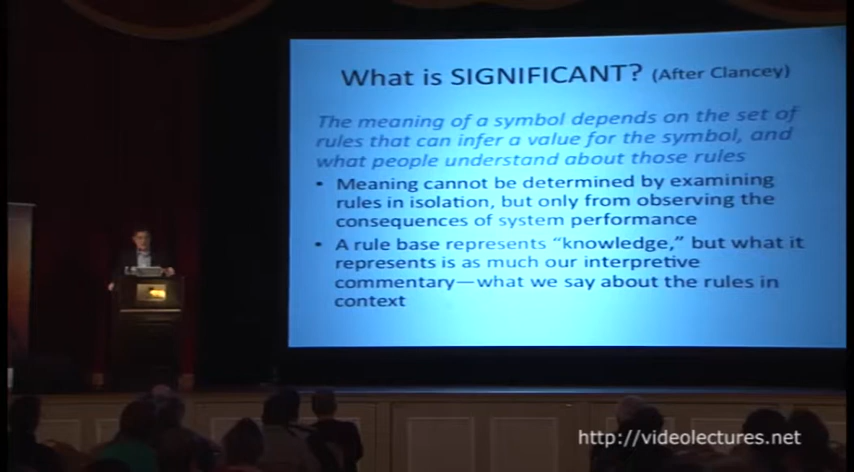 What is SIGNIFICANT? (After Clancey)
The meaning of a symbol depends on the set of
rules that can infer a value for the symbol, and
what people understand about those rules
• Meaning cannot be determined by examining
rules in isolation, but only from observing the
consequences of system performance
• A rule base represents “knowledge,” but what it
represents is as much our interpretive
commentary—what we say about the rules in
context
http://videolectures.net